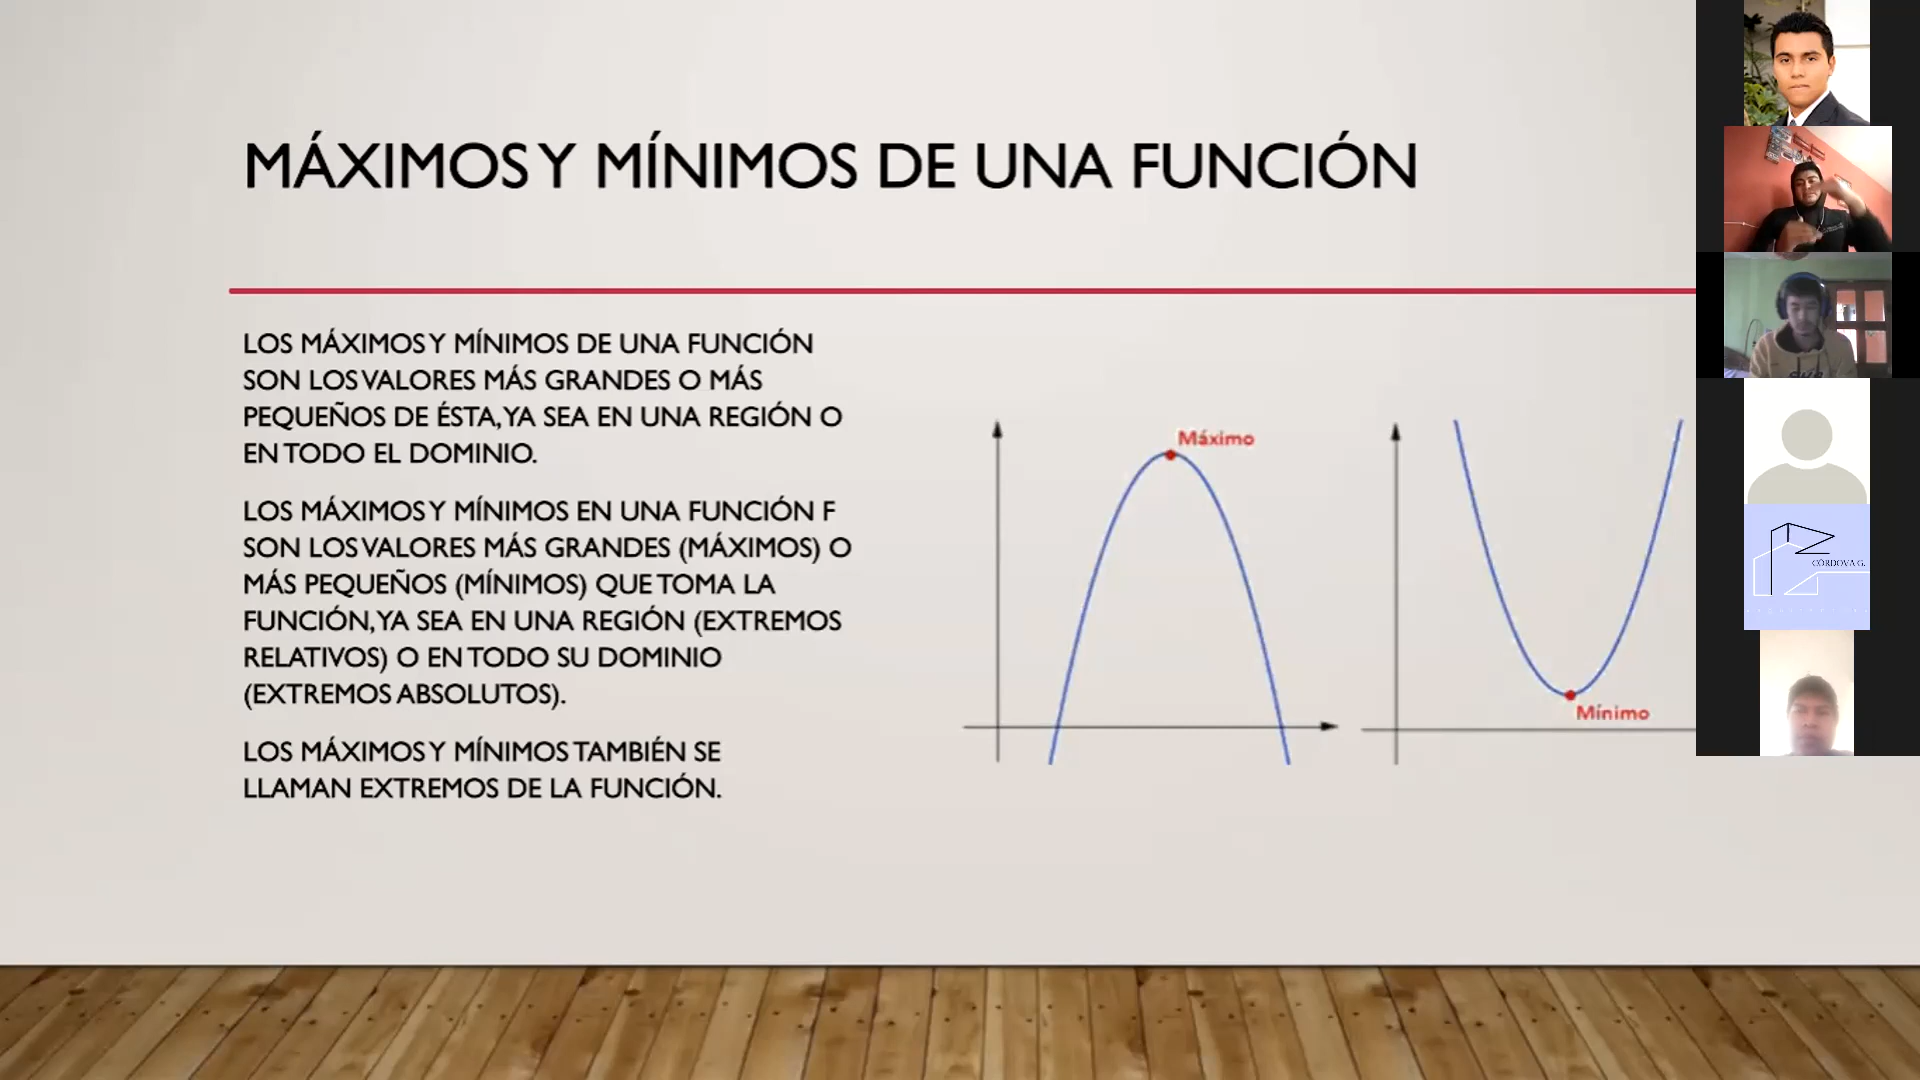 MÁXIMOS Y MÍNIMOS DE UNA FUNCIÓN
LOS MÁXIMOS Y MÍNIMOS DE UNA FUNCIÓN
SON LOS VALORES MÁS GRANDES O MÁS
PEQUEÑOS DE ÉSTA, YA SEA EN UNA REGIÓN O
EN TODO EL DOMINIO.
LOS MÁXIMOS Y MÍNIMOS EN UNA FUNCIÓN F
SON LOS VALORES MÁS GRANDES (MÁXIMOS) O
MÁS PEQUEÑOS (MÍNIMOS) QUE TOMA LA
FUNCIÓN, YA SEA EN UNA REGIÓN (EXTREMOS
RELATIVOS) O EN TODO SU DOMINIO
(EXTREMOS ABSOLUTOS).
LOS MÁXIMOS Y MÍNIMOS TAMBIÉN SE
LLAMAN EXTREMOS DE LA FUNCIÓN.
Máximo
Mínimo
CÓRDOVA G.